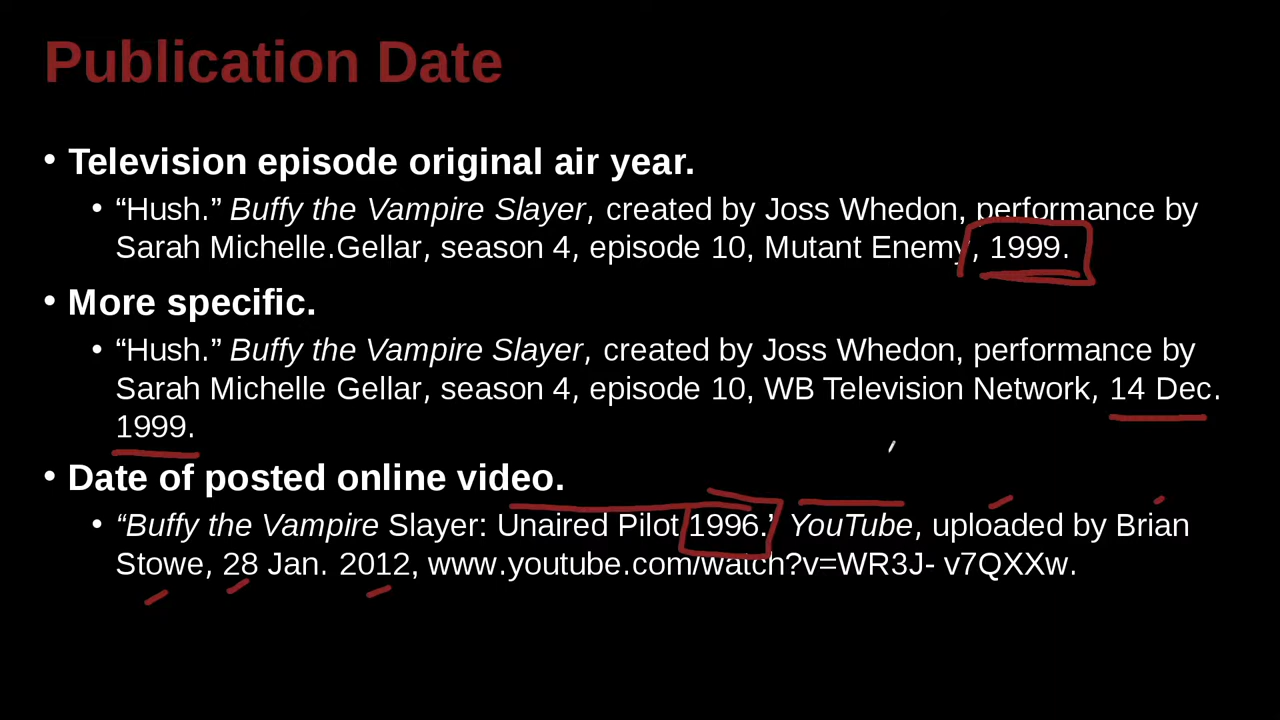 Publication Date
• Television episode original air year.
• “Hush.” Buffy the Vampire Slayer, created by Joss Whedon, performance by
Sarah Michelle.Gellar, season 4, episode 10, Mutant Enemy, 1999.
• More specific.
• “Hush.” Buffy the Vampire Slayer, created by Joss Whedon, performance by
Sarah Michelle Gellar, season 4, episode 10, WB Television Network, 14 Dec.
1999.
• Date of posted online video.
• “Buffy the Vampire Slayer: Unaired Pilot 1996.” YouTube, uploaded by Brian
Stowe, 28 Jan. 2012, www.youtube.com/watch?v=WR3J- v7QXXw.